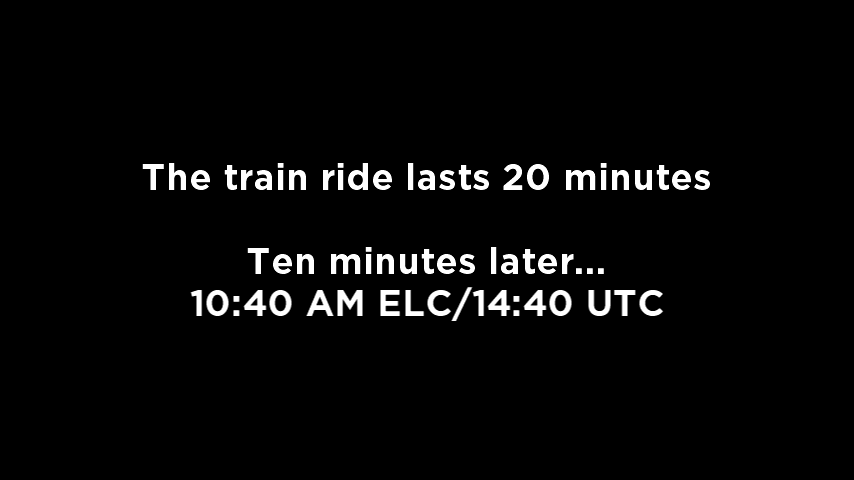 The train ride lasts 20 minutes
Ten minutes later...
10:40 AM ELC/14:40 UTC